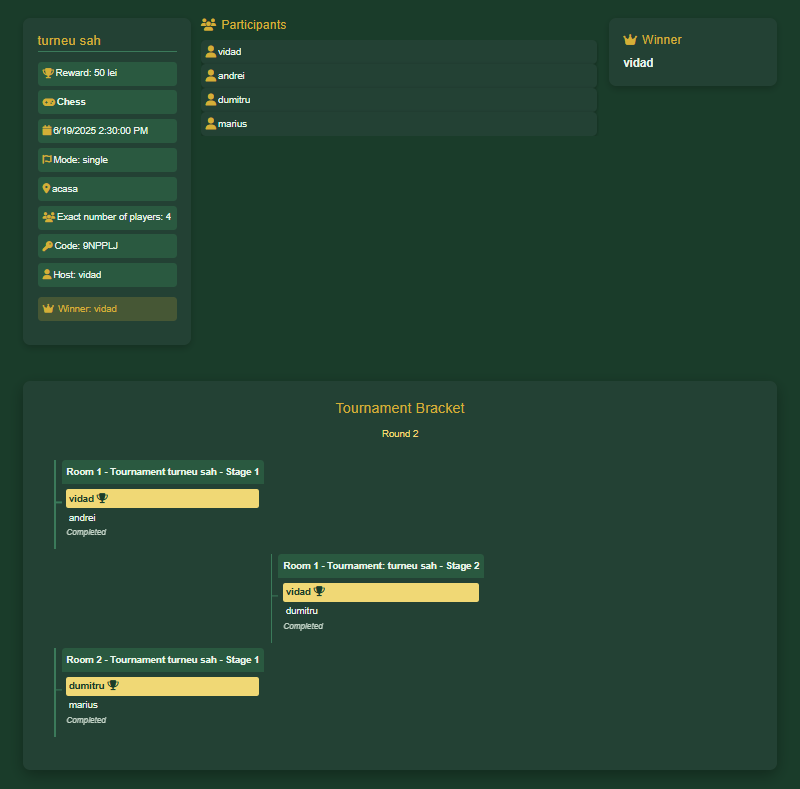 turneu sah
Reward: 50 lei
Chess
6/19/2025 2:30:00 PM
Mode: single
acasa
Exact number of players: 4
Code: 9NPPLJ
Host: vidad
Winner: vidad
Participants
vidad
andrei
dumitru
marius
Winner
vidad
Tournament Bracket
Round 2
Room 1 - Tournament turneu sah - Stage 1
vidad
andrei
Completed
Room 1 - Tournament: turneu sah - Stage 2
vidad
dumitru
Completed
Room 2 - Tournament turneu sah - Stage 1
dumitru
marius
Completed